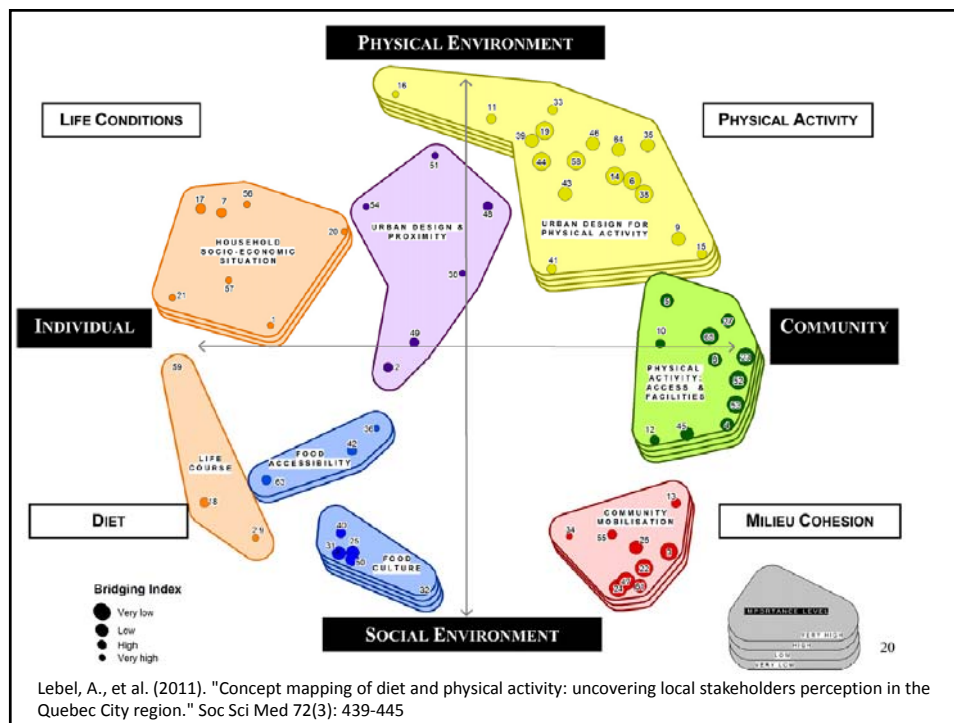 PHYSICAL ENVIRONMENT
LIFE CONDITIONS
PHYSICAL ACTIVITY
16
11
33
39
19
46
64
35
44
58
14
6
38
43
9
15
41
URBAN DESIGN FOR
PHYSICAL ACTIVITY
51
54
48
URBAN DESIGN &
PROXIMITY
49
2
17
7
56
20
HOUSEHOLD
SOCIO-ECONOMIC
SITUATION
57
21
1
INDIVIDUAL
COMMUNITY
10
PHYSICAL
ACTIVITY:
ACCESS &
FACILITIES
12
45
59
LIFE
COURSE
18
29
36
42
FOOD
ACCESSIBILITY
63
40
31
25
50
FOOD
CULTURE
32
13
COMMUNITY
MOBILISATION
34
55
22
24
DIET
MILIEU COHESION
Bridging Index
Very low
Low
High
Very high
SOCIAL ENVIRONMENT
IMPORTANCE LEVEL
VERY HIGH
HIGH
LOW
VERY LOW
20
Lebel, A., et al. (2011). "Concept mapping of diet and physical activity: uncovering local stakeholders perception in the
Quebec City region." Soc Sci Med 72(3): 439-445